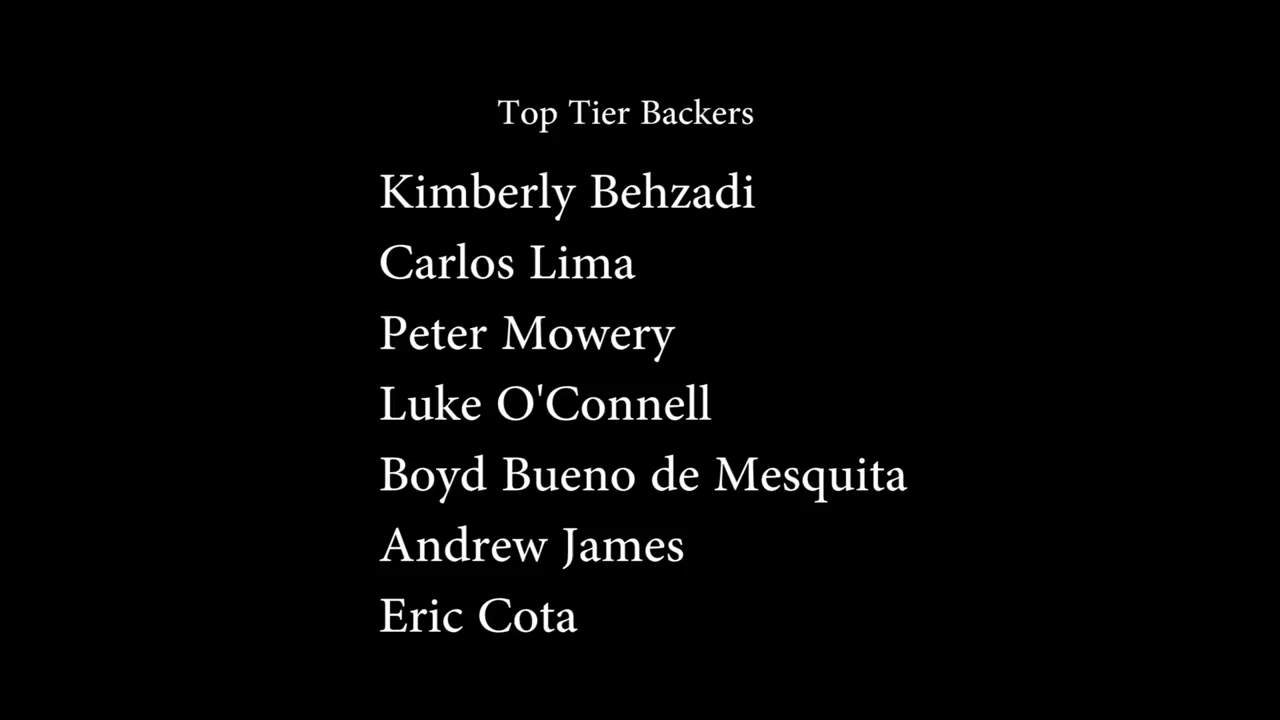 Top Tier Backers
Kimberly Behzadi
Carlos Lima
Peter Mowery
Luke O'Connell
Boyd Bueno de Mesquita
Andrew James
Eric Cota